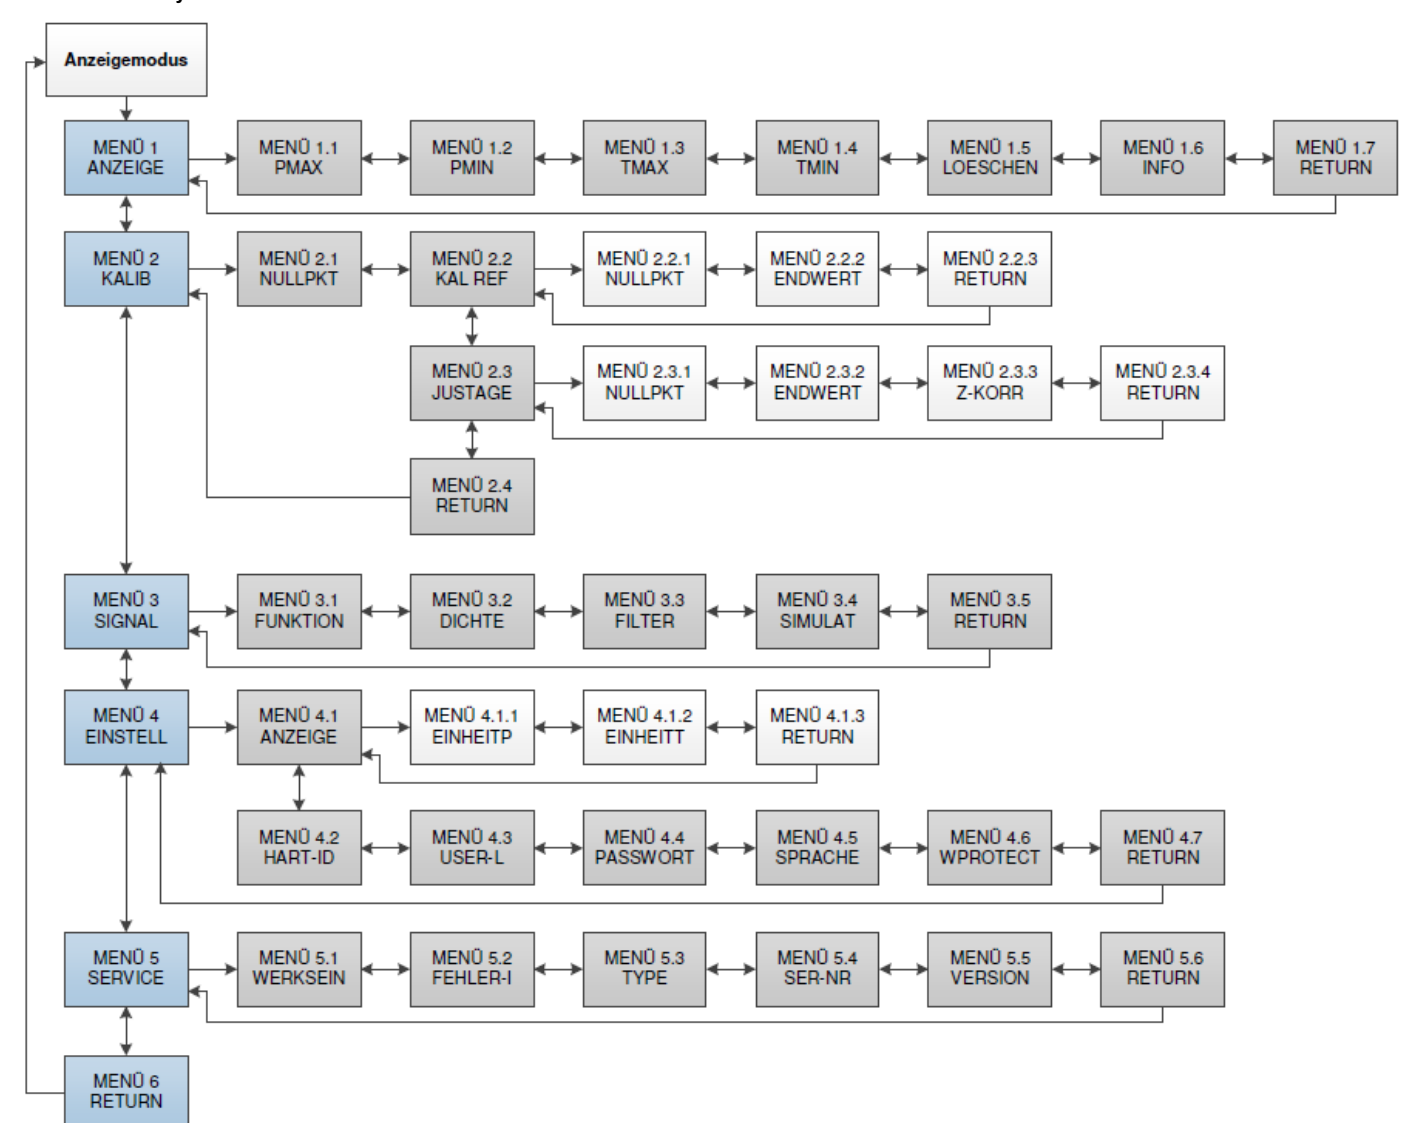 Anzeigemodus
MENÜ 1
ANZEIGE
MENÜ 1.1
PMAX
MENÜ 1.2
PMIN
MENÜ 1.3
TMAX
MENÜ 1.4
TMIN
MENÜ 1.5
LOESCHEN
MENÜ 1.6
INFO
MENÜ 1.7
RETURN
MENÜ 2
KALIB
MENÜ 2.1
NULLPKT
MENÜ 2.2
KAL REF
MENÜ 2.2.1
NULLPKT
MENÜ 2.2.2
ENDWERT
MENÜ 2.2.3
RETURN
MENÜ 2.3
JUSTAGE
MENÜ 2.3.1
NULLPKT
MENÜ 2.3.2
ENDWERT
MENÜ 2.3.3
Z-KORR
MENÜ 2.3.4
RETURN
MENÜ 2.4
RETURN
MENÜ 3
SIGNAL
MENÜ 3.1
FUNKTION
MENÜ 3.2
DICHTE
MENÜ 3.3
FILTER
MENÜ 3.4
SIMULAT
MENÜ 3.5
RETURN
MENÜ 4
EINSTELL
MENÜ 4.1
ANZEIGE
MENÜ 4.1.1
EINHEITP
MENÜ 4.1.2
EINHEITT
MENÜ 4.1.3
RETURN
MENÜ 4.2
HART-ID
MENÜ 4.3
USER-L
MENÜ 4.4
PASSWORT
MENÜ 4.5
SPRACHE
MENÜ 4.6
WPROTECT
MENÜ 4.7
RETURN
MENÜ 5
SERVICE
MENÜ 5.1
WERKSEIN
MENÜ 5.2
FEHLER-I
MENÜ 5.3
TYPE
MENÜ 5.4
SER-NR
MENÜ 5.5
VERSION
MENÜ 5.6
RETURN
MENÜ 6
RETURN